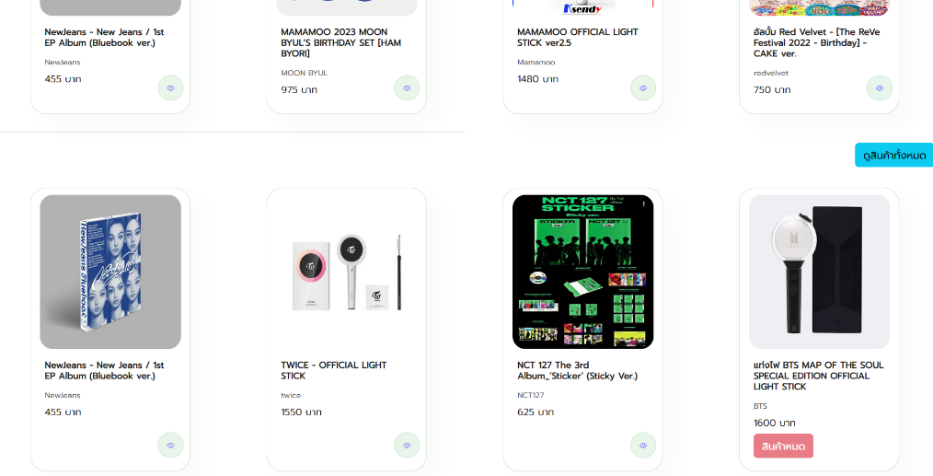 Ksendy
NewJeans - New Jeans / 1st
EP Album (Bluebook ver.)
NewJeans
455 บาท
MAMAMOO 2023 MOON
BYUL'S BIRTHDAY SET [HAM
BYORI]
MOON BYUL
975 บาท
MAMAMOO OFFICIAL LIGHT
STICK ver2.5
Mamamoo
1480 บาท
อัลบั้ม Red Velvet - [The ReVe
Festival 2022 - Birthday] -
CAKE ver.
redvelvet
750 บาท
ดูสินค้าทั้งหมด
NCT 127
STICKER
Sticky ver.
NewJeans - New Jeans / 1st
EP Album (Bluebook ver.)
NewJeans
455 บาท
TWICE - OFFICIAL LIGHT
STICK
twice
1550 บาท
NCT 127 The 3rd
Album_'Sticker' (Sticky Ver.)
NCT127
625 บาท
แท่งไฟ BTS MAP OF THE SOUL
SPECIAL EDITION OFFICIAL
LIGHT STICK
BTS
1600 บาท
สินค้าหมด